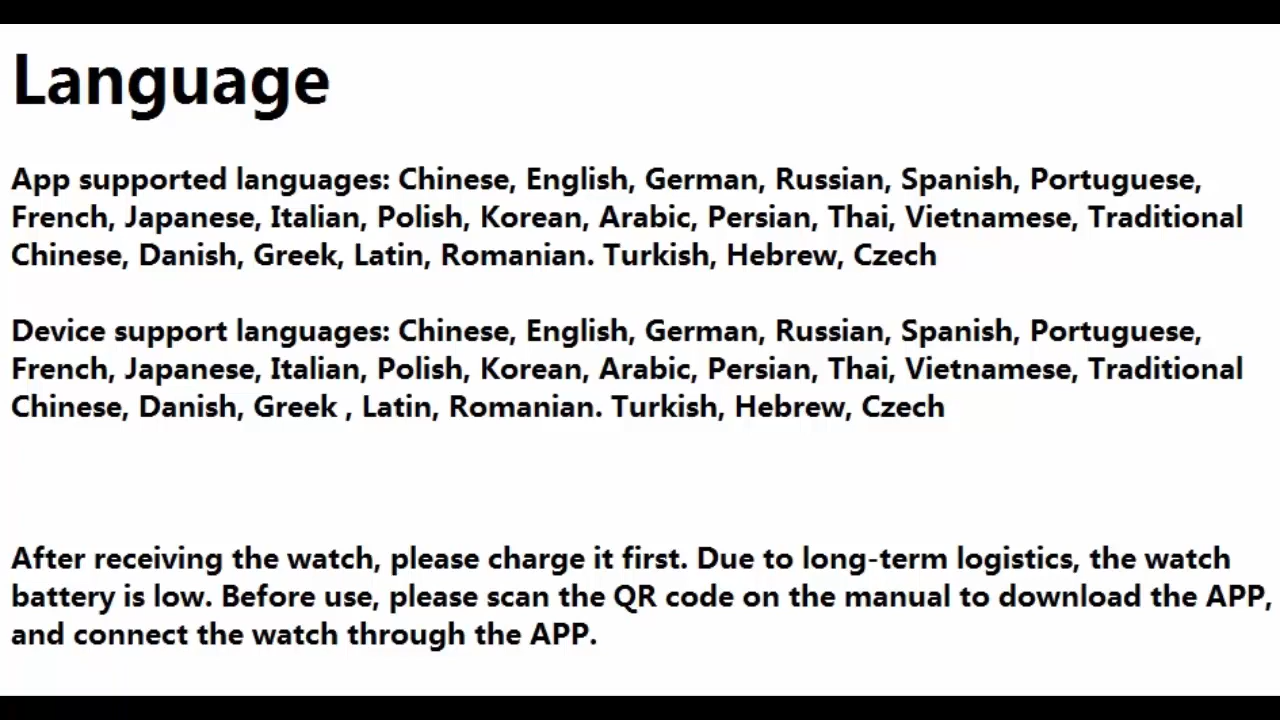 Language
App supported languages: Chinese, English, German, Russian, Spanish, Portuguese,
French, Japanese, Italian, Polish, Korean, Arabic, Persian, Thai, Vietnamese, Traditional
Chinese, Danish, Greek, Latin, Romanian. Turkish, Hebrew, Czech
Device support languages: Chinese, English, German, Russian, Spanish, Portuguese,
French, Japanese, Italian, Polish, Korean, Arabic, Persian, Thai, Vietnamese, Traditional
Chinese, Danish, Greek , Latin, Romanian. Turkish, Hebrew, Czech
After receiving the watch, please charge it first. Due to long-term logistics, the watch
battery is low. Before use, please scan the QR code on the manual to download the APP,
and connect the watch through the APP.